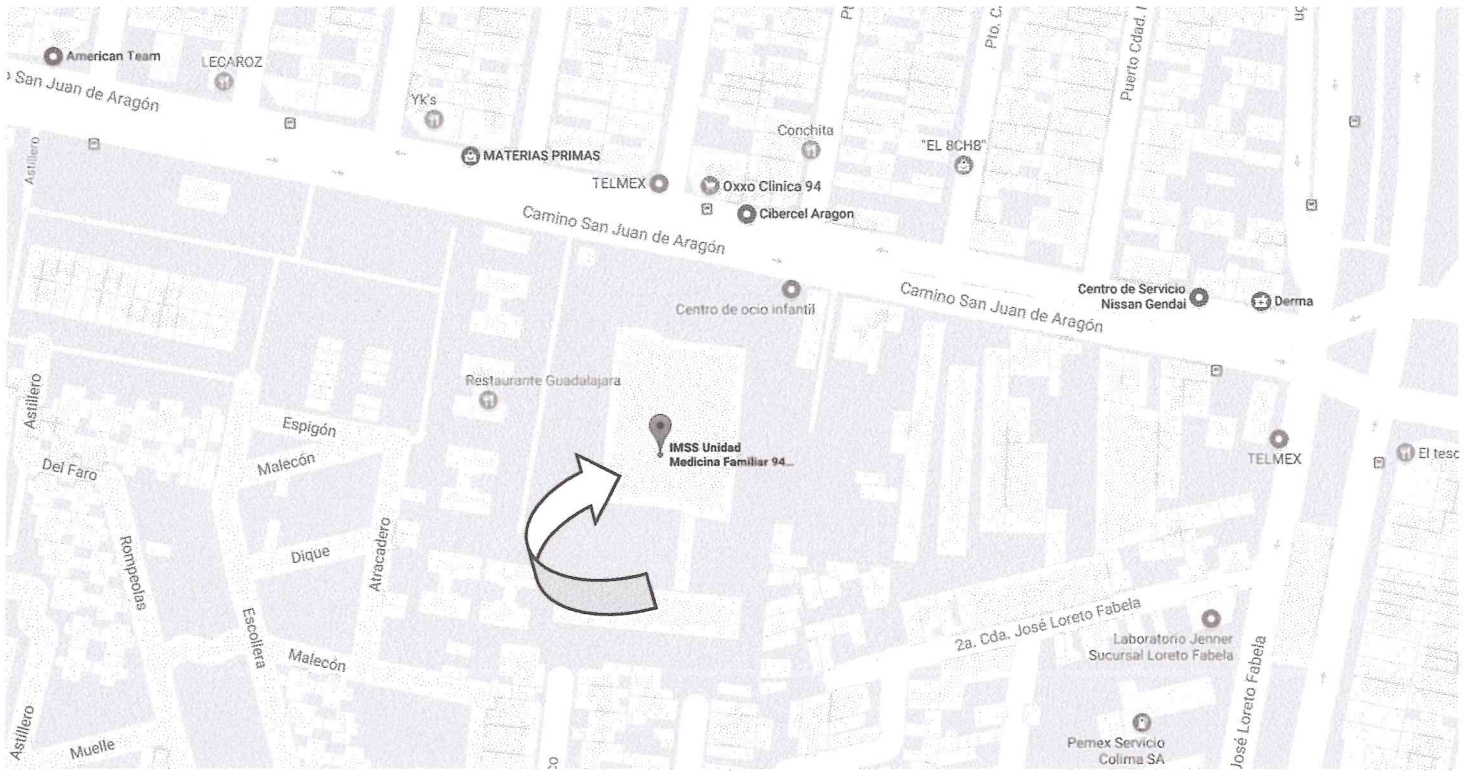 American Team
LECAROZ
San Juan de Aragón
Yk's
MATERIAS PRIMAS
Conchita
"EL 8CH8"
TELMEX
Oxxo Clinica 94
Cibercel Aragon
Puerto Cdad.
Pto.
Astillero
Camino San Juan de Aragón
Centro de ocio infantil
Camino San Juan de Aragón
Centro de Servicio
Nissan Gendai
Derma
Restaurante Guadalajara
Astillero
Espigón
Malecón
Del Faro
IMSS Unidad
Medicina Familiar 94...
TELMEX
El tesc
Rompeolas
Dique
Atracadero
Escollera
Malecón
2a. Cda. José Loreto Fabela
Laboratorio Jenner
Sucursal Loreto Fabela
José Loreto Fabela
Astillero
Muelle
Pemex Servicio
Colima SA